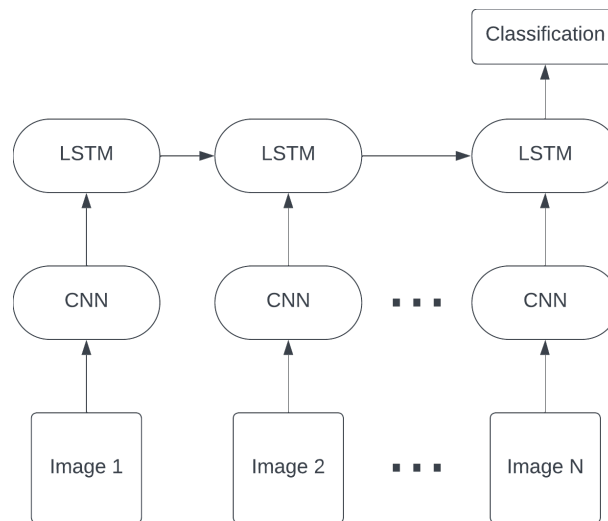 Classification
LSTM
LSTM
LSTM
CNN
CNN
CNN
Image 1
Image 2
Image N